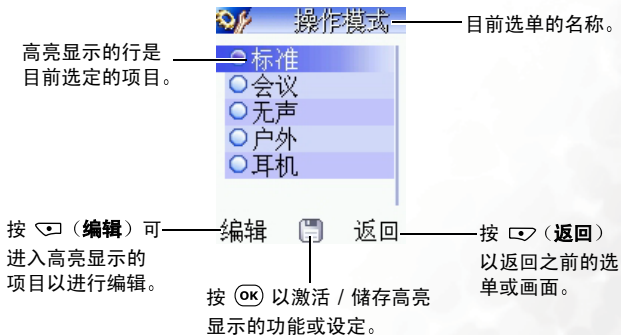 操作模式
目前选单的名称。
高亮显示的行是
目前选定的项目。
标准
会议
无声
户外
耳机
编辑
返回
按 （编辑）可
进入高亮显示的
项目以进行编辑。
按 OK 以激活 / 储存高亮
显示的功能或设定。
按 （返回）
以返回之前的选
单或画面。